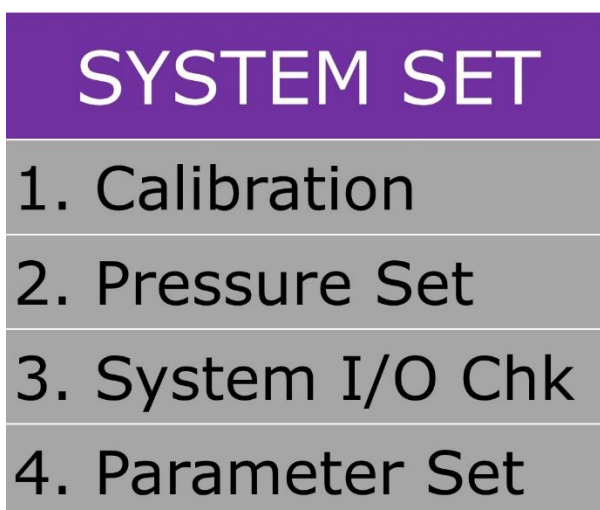 SYSTEM SET
1. Calibration
2. Pressure Set
3. System I/O Chk
4. Parameter Set